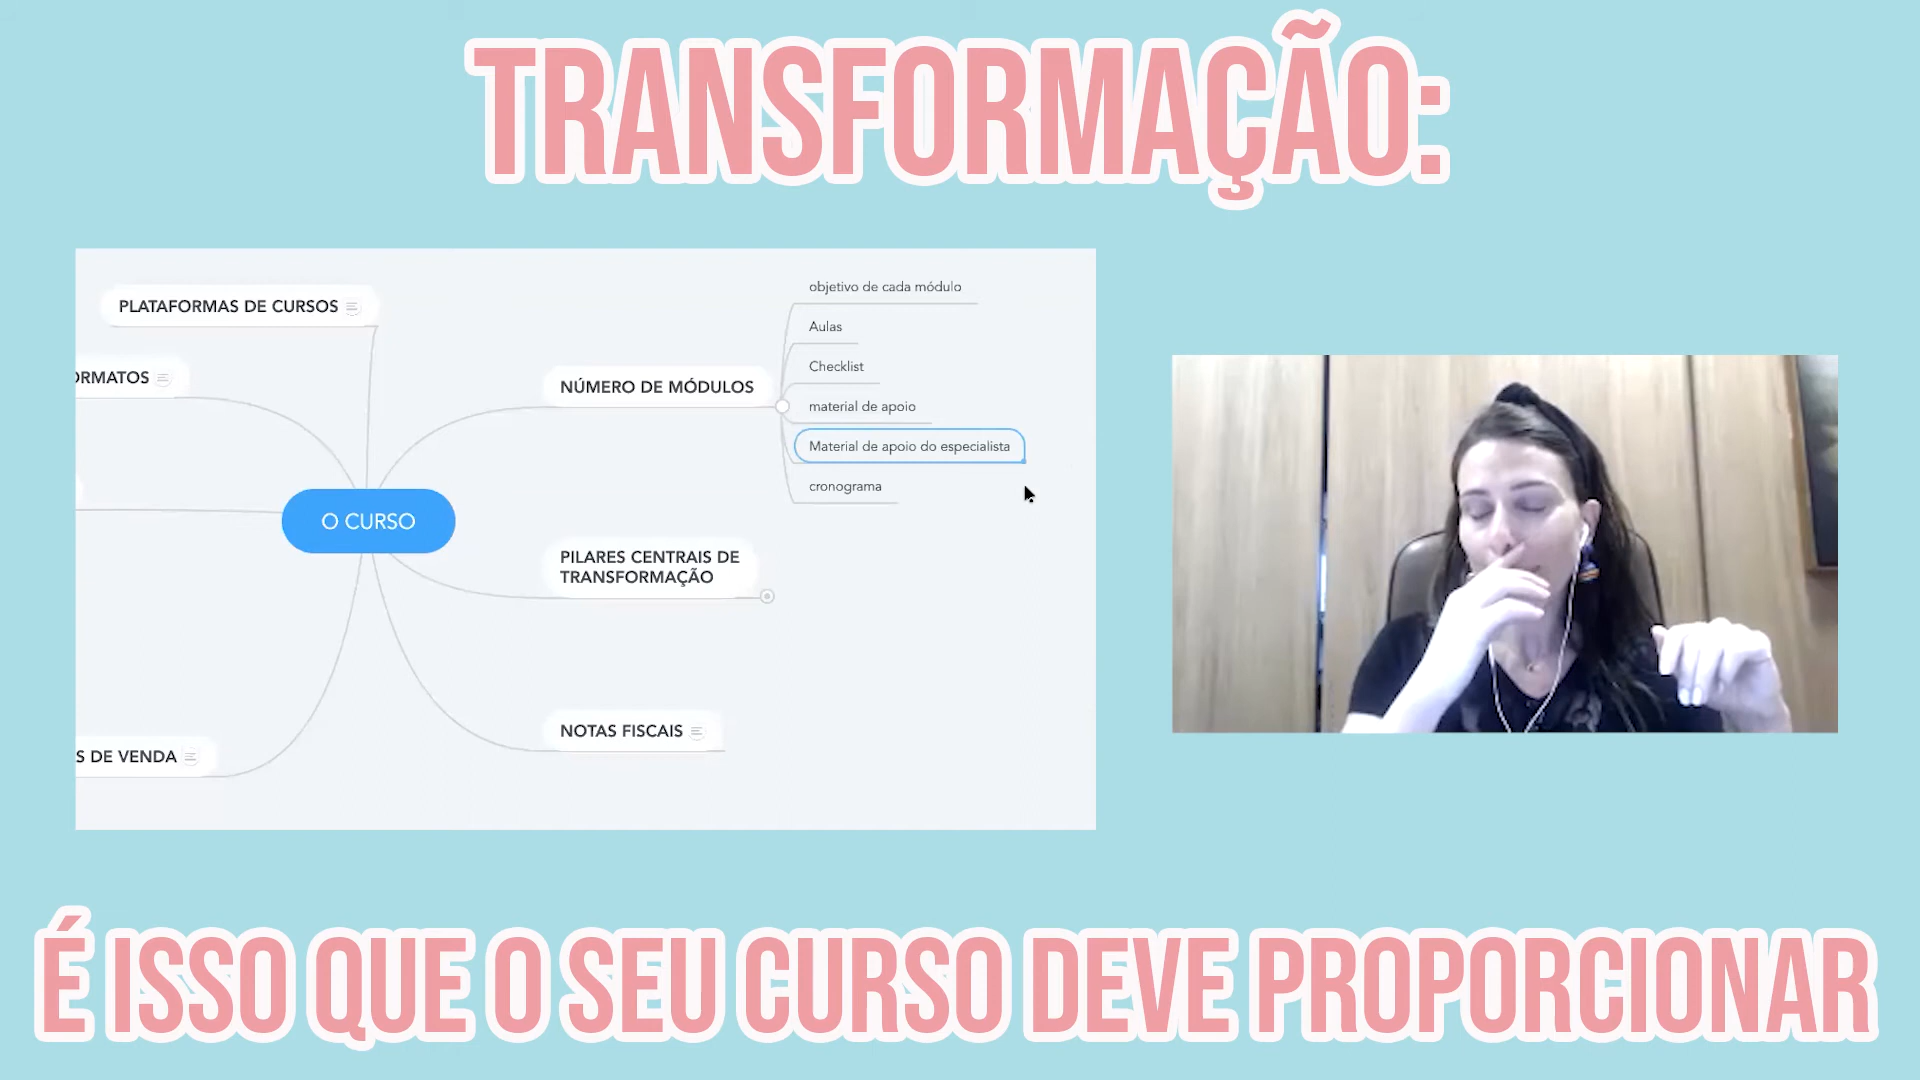 TRANSFORMAÇÃO:
PLATAFORMAS DE CURSOS
ORMATOS
S DE VENDA
O CURSO
NÚMERO DE MÓDULOS
objetivo de cada módulo
Aulas
Checklist
material de apoio
Material de apoio do especialista
cronograma
PILARES CENTRAIS DE
TRANSFORMAÇÃO
NOTAS FISCAIS
É ISSO QUE O SEU CURSO DEVE PROPORCIONAR